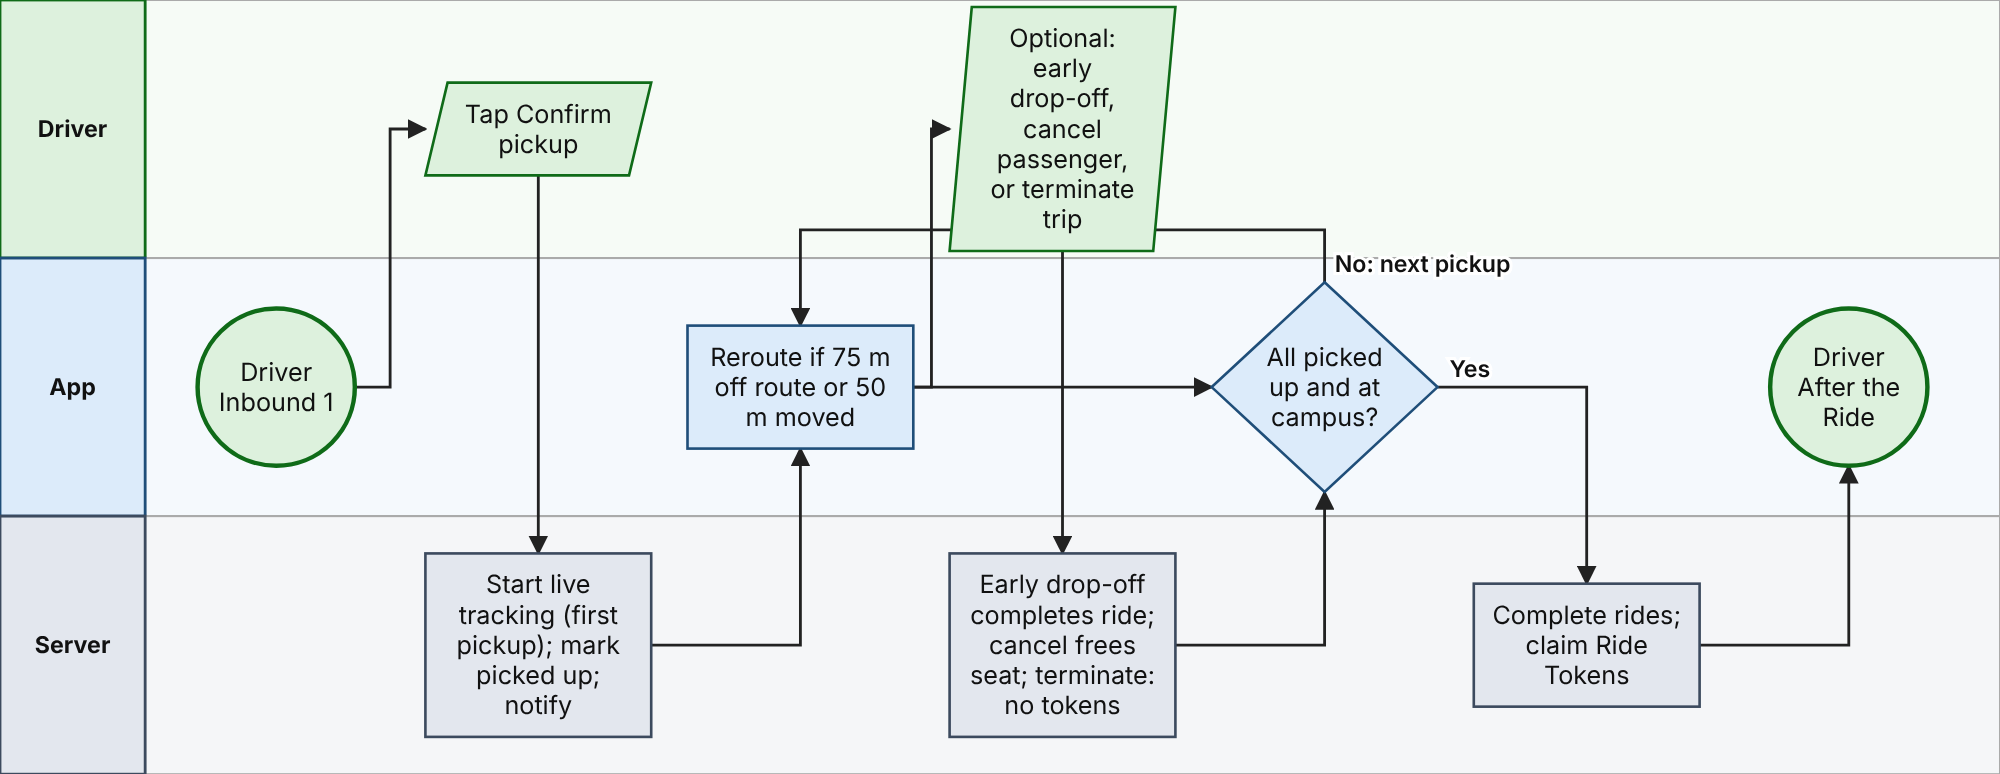 Driver
Tap Confirm
pickup
Optional:
early
drop-off,
cancel
passenger,
or terminate
trip
App
Driver
Inbound 1
Reroute if 75 m
off route or 50
m moved
No: next pickup
All picked
up and at
campus?
Yes
Driver
After the
Ride
Server
Start live
tracking (first
pickup); mark
picked up;
notify
Early drop-off
completes ride;
cancel frees
seat; terminate:
no tokens
Complete rides;
claim Ride
Tokens